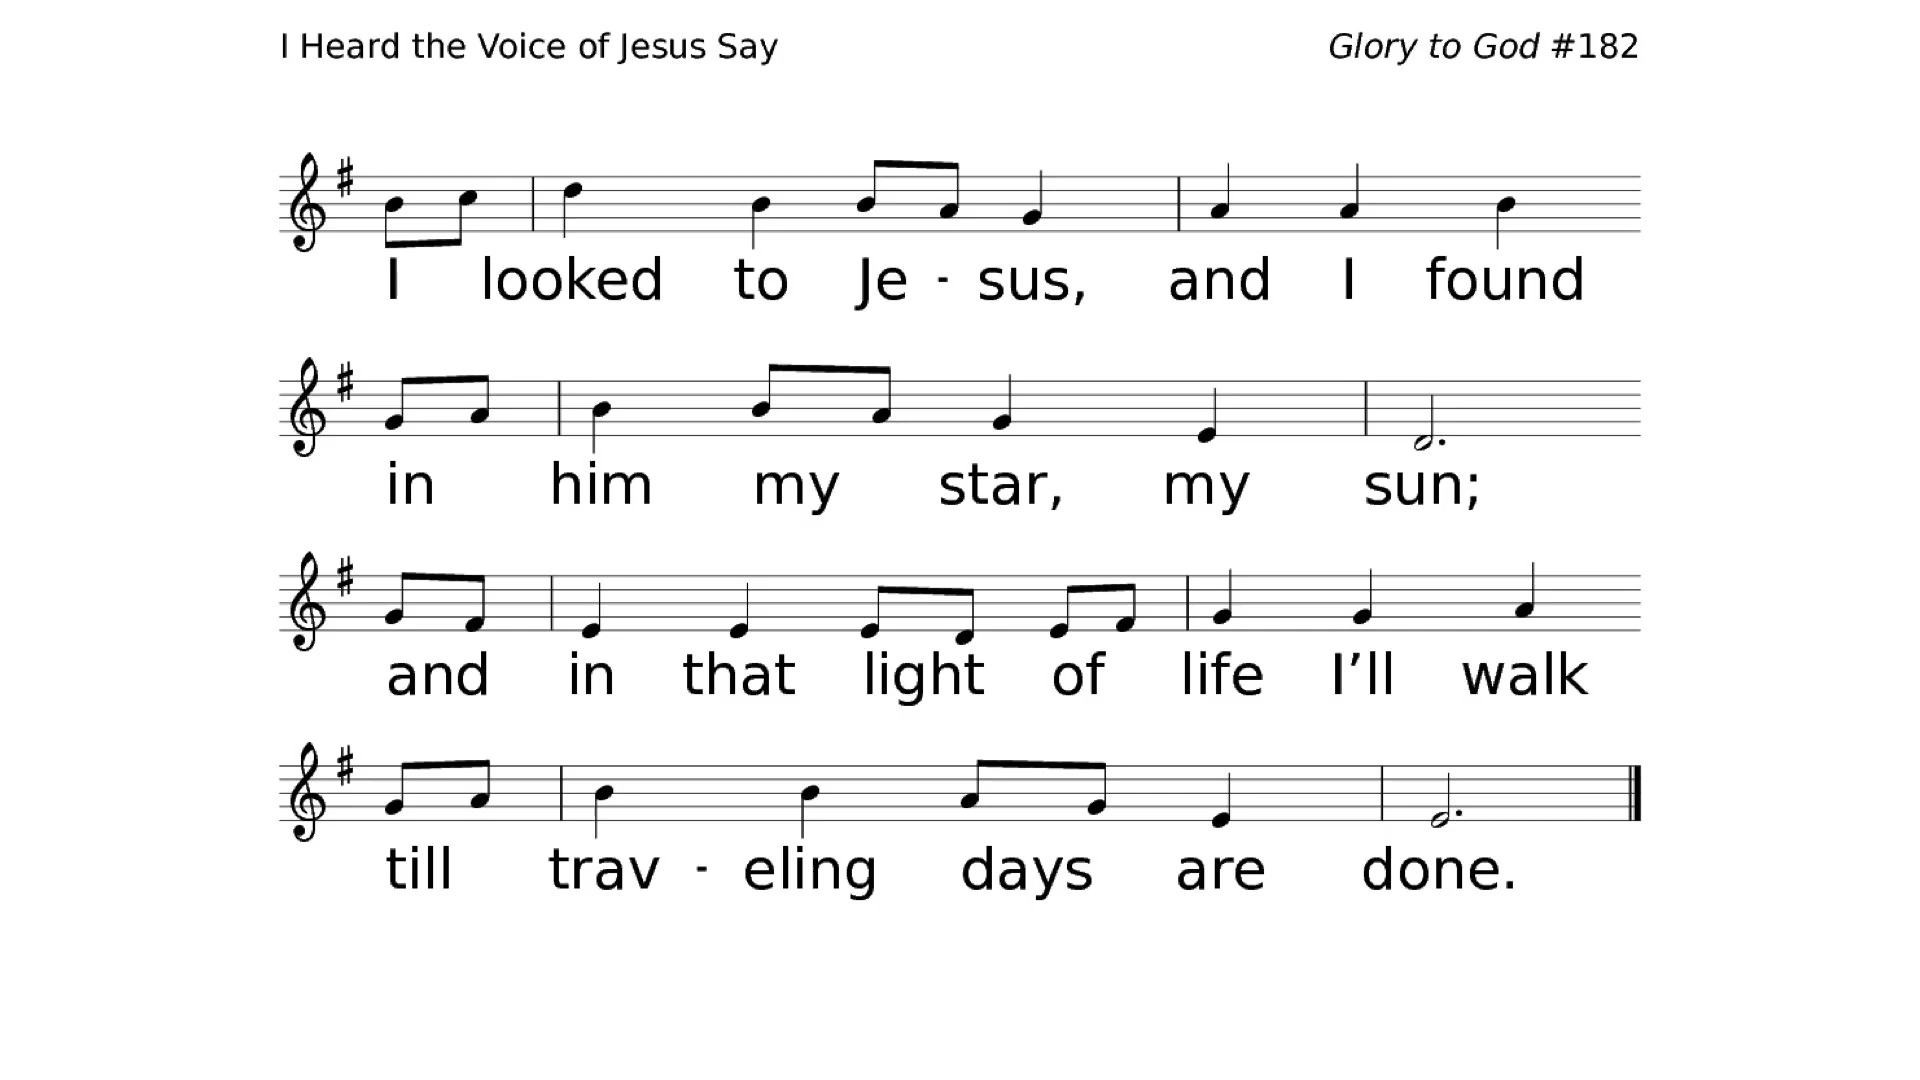 I Heard the Voice of Jesus Say Glory to God #182
I looked to Je - sus, and I found
in him my star, my sun;
and in that light of life I’ll walk
till trav - eling days are done.